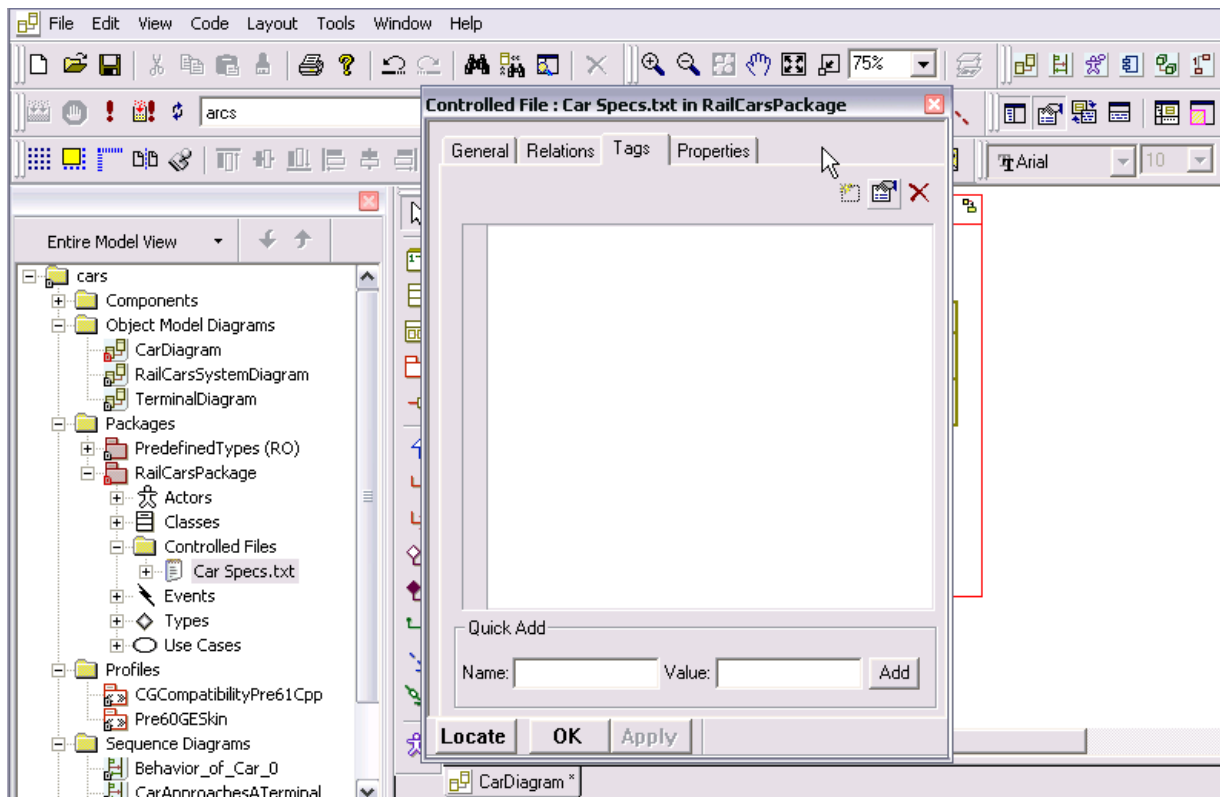 File Edit View Code Layout Tools Window Help
75%
arcs
Arial 10
Controlled File : Car Specs.txt in RailCarsPackage
General Relations Tags Properties
Quick Add
Name: Value: Add
Locate OK Apply
Entire Model View
cars
Components
Object Model Diagrams
CarDiagram
RailCarsSystemDiagram
TerminalDiagram
Packages
PredefinedTypes (RO)
RailCarsPackage
Actors
Classes
Controlled Files
Car Specs.txt
Events
Types
Use Cases
Profiles
CGCompatibilityPre61Cpp
Pre60GESkin
Sequence Diagrams
Behavior_of_Car_0
CarApproachesATerminal
CarDiagram *